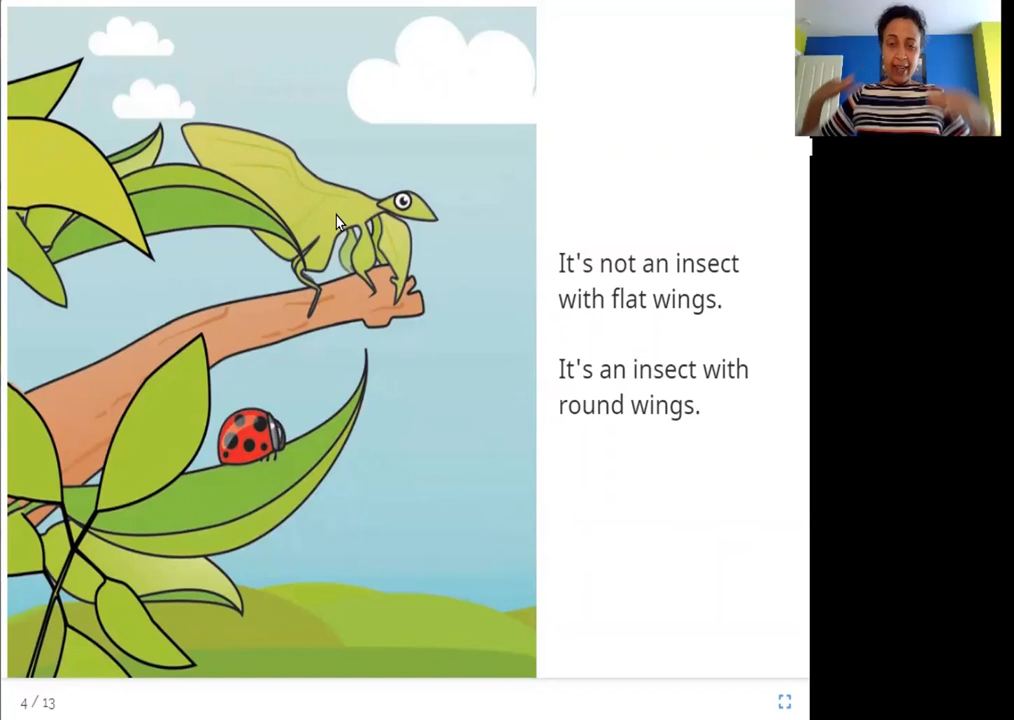 It's not an insect
with flat wings.
It's an insect with
round wings.
4 / 13